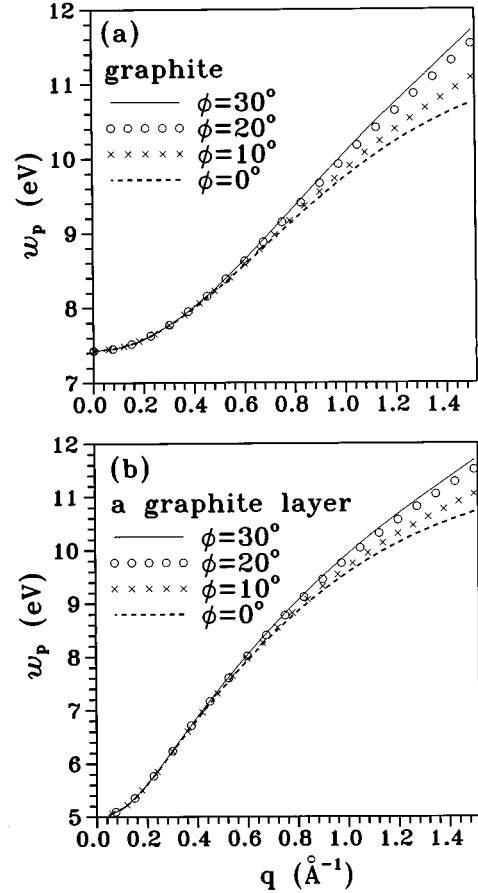 (a)
graphite
ϕ=30°
ϕ=20°
ϕ=10°
ϕ=0°
w_p (eV)
12
11
10
9
8
7
0.0 0.2 0.4 0.6 0.8 1.0 1.2 1.4
(b)
a graphite layer
ϕ=30°
ϕ=20°
ϕ=10°
ϕ=0°
w_p (eV)
12
11
10
9
8
7
6
5
0.0 0.2 0.4 0.6 0.8 1.0 1.2 1.4
q (Å⁻¹)